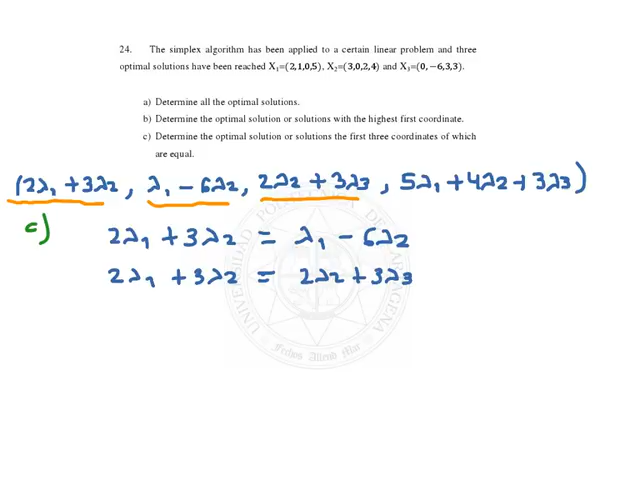 24. The simplex algorithm has been applied to a certain linear problem and three
optimal solutions have been reached X₁=(2,1,0,5), X₂=(3,0,2,4) and X₃=(0,−6,3,3).
a) Determine all the optimal solutions.
b) Determine the optimal solution or solutions with the highest first coordinate.
c) Determine the optimal solution or solutions the first three coordinates of which
are equal.
(2λ₁ + 3λ₂ , λ₁ − 6λ₂, 2λ₂ + 3λ₃ , 5λ₁ + 4λ₂ + 3λ₃)
c)
2λ₁ + 3λ₂ = λ₁ − 6λ₂
2λ₁ + 3λ₂ = 2λ₂ + 3λ₃
Fechos Allend Mar